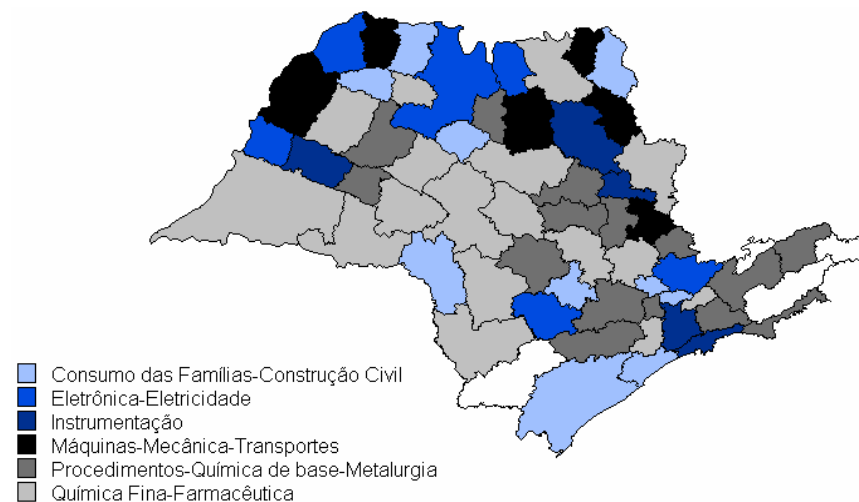 Consumo das Famílias-Construção Civil
Eletrônica-Eletricidade
Instrumentação
Máquinas-Mecânica-Transportes
Procedimentos-Química de base-Metalurgia
Química Fina-Farmacêutica